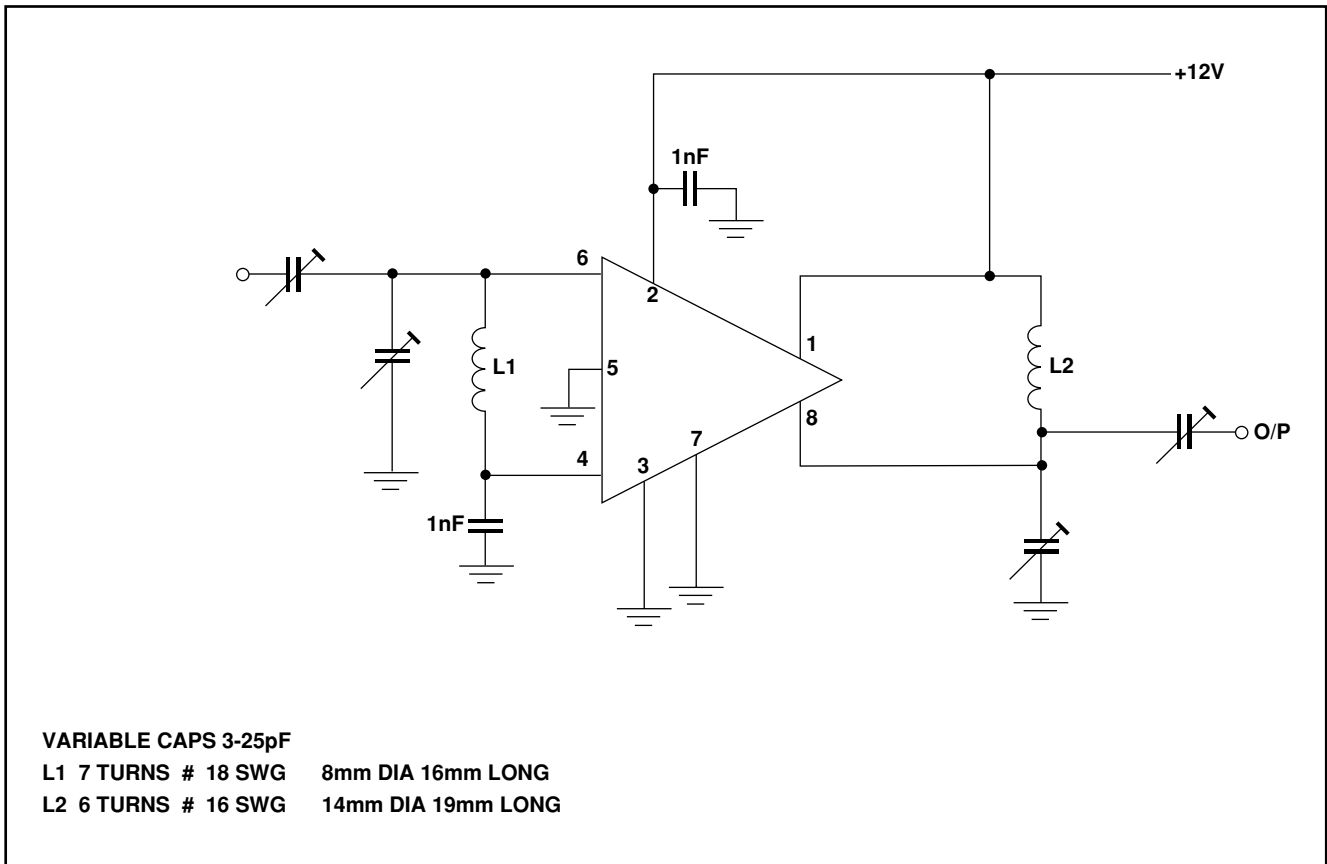 +12V
1nF
6
2
1
L1
5
L2
8
O/P
7
4
3
1nF
VARIABLE CAPS 3-25pF
L1 7 TURNS # 18 SWG 8mm DIA 16mm LONG
L2 6 TURNS # 16 SWG 14mm DIA 19mm LONG